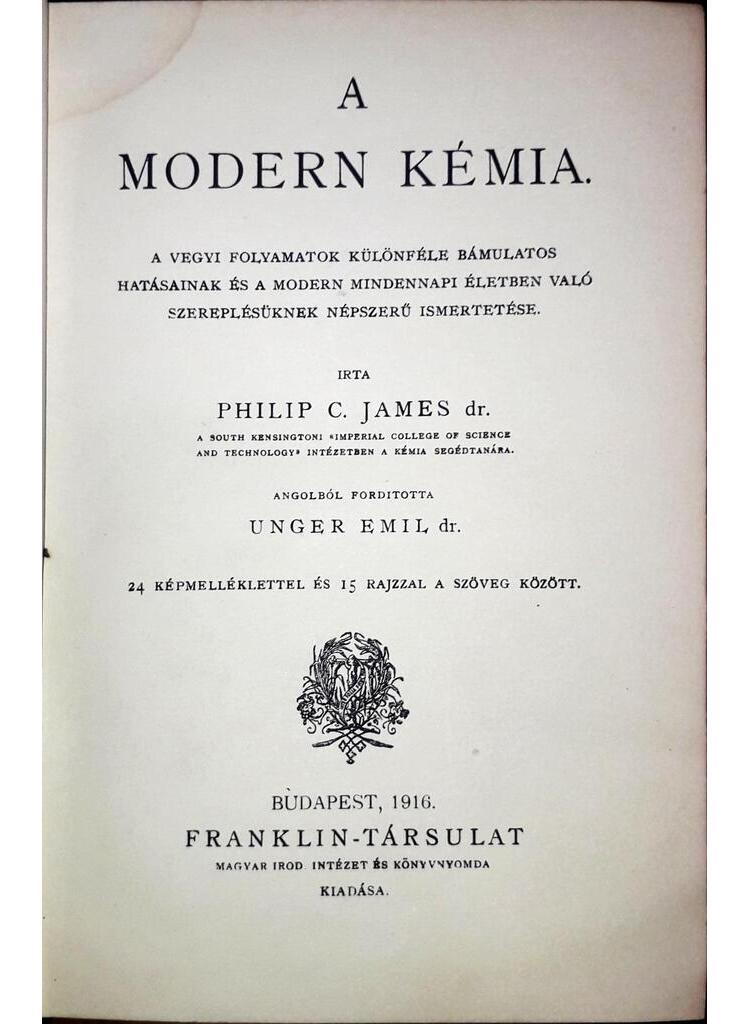 A
MODERN KÉMIA.
A VEGYI FOLYAMATOK KÜLÖNFÉLE BÁMULATOS
HATÁSAINAK ÉS A MODERN MINDENNAPI ÉLETBEN VALÓ
SZEREPLÉSÜKNEK NÉPSZERŰ ISMERTETÉSE.
IRTA
PHILIP C. JAMES dr.
A SOUTH KENSINGTONI «IMPERIAL COLLEGE OF SCIENCE
AND TECHNOLOGY» INTÉZETBEN A KÉMIA SEGÉDTANÁRA.
ANGOLBÓL FORDITOTTA
UNGER EMIL dr.
24 KÉPMELLÉKLETTEL ÉS 15 RAJZZAL A SZÖVEG KÖZÖTT.
BUDAPEST, 1916.
FRANKLIN-TÁRSULAT
MAGYAR IROD. INTÉZET ÉS KÖNYVNYOMDA
KIADÁSA.